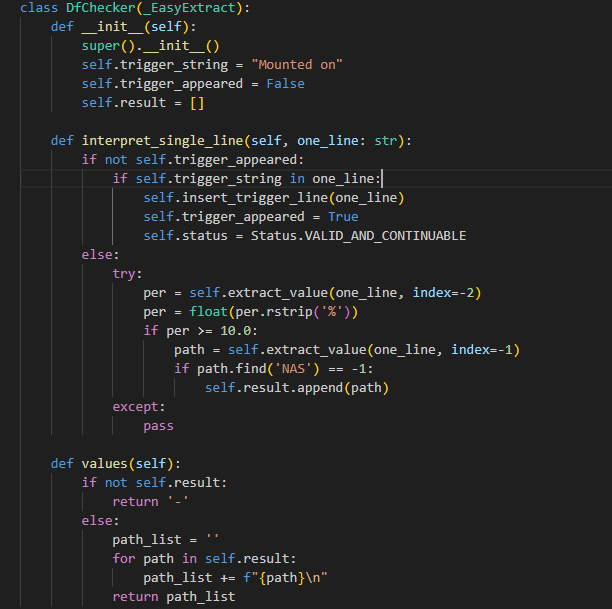 class DfChecker(_EasyExtract):
    def __init__(self):
        super().__init__()
        self.trigger_string = "Mounted on"
        self.trigger_appeared = False
        self.result = []

    def interpret_single_line(self, one_line: str):
        if not self.trigger_appeared:
            if self.trigger_string in one_line:
                self.insert_trigger_line(one_line)
                self.trigger_appeared = True
                self.status = Status.VALID_AND_CONTINUABLE
        else:
            try:
                per = self.extract_value(one_line, index=-2)
                per = float(per.rstrip('%'))
                if per >= 10.0:
                    path = self.extract_value(one_line, index=-1)
                    if path.find('NAS') == -1:
                        self.result.append(path)
            except:
                pass

    def values(self):
        if not self.result:
            return '-'
        else:
            path_list = ''
            for path in self.result:
                path_list += f"{path}\n"
            return path_list